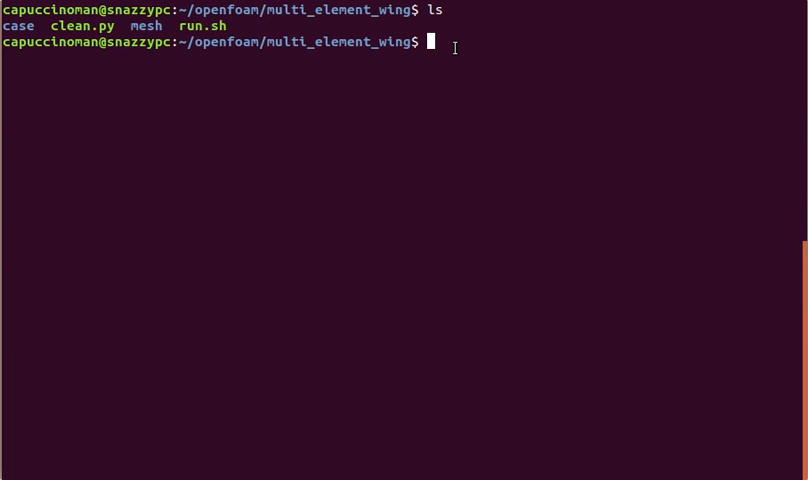 capuccinoman@snazzypc:~/openfoam/multi_element_wing$ ls
case  clean.py  mesh  run.sh
capuccinoman@snazzypc:~/openfoam/multi_element_wing$